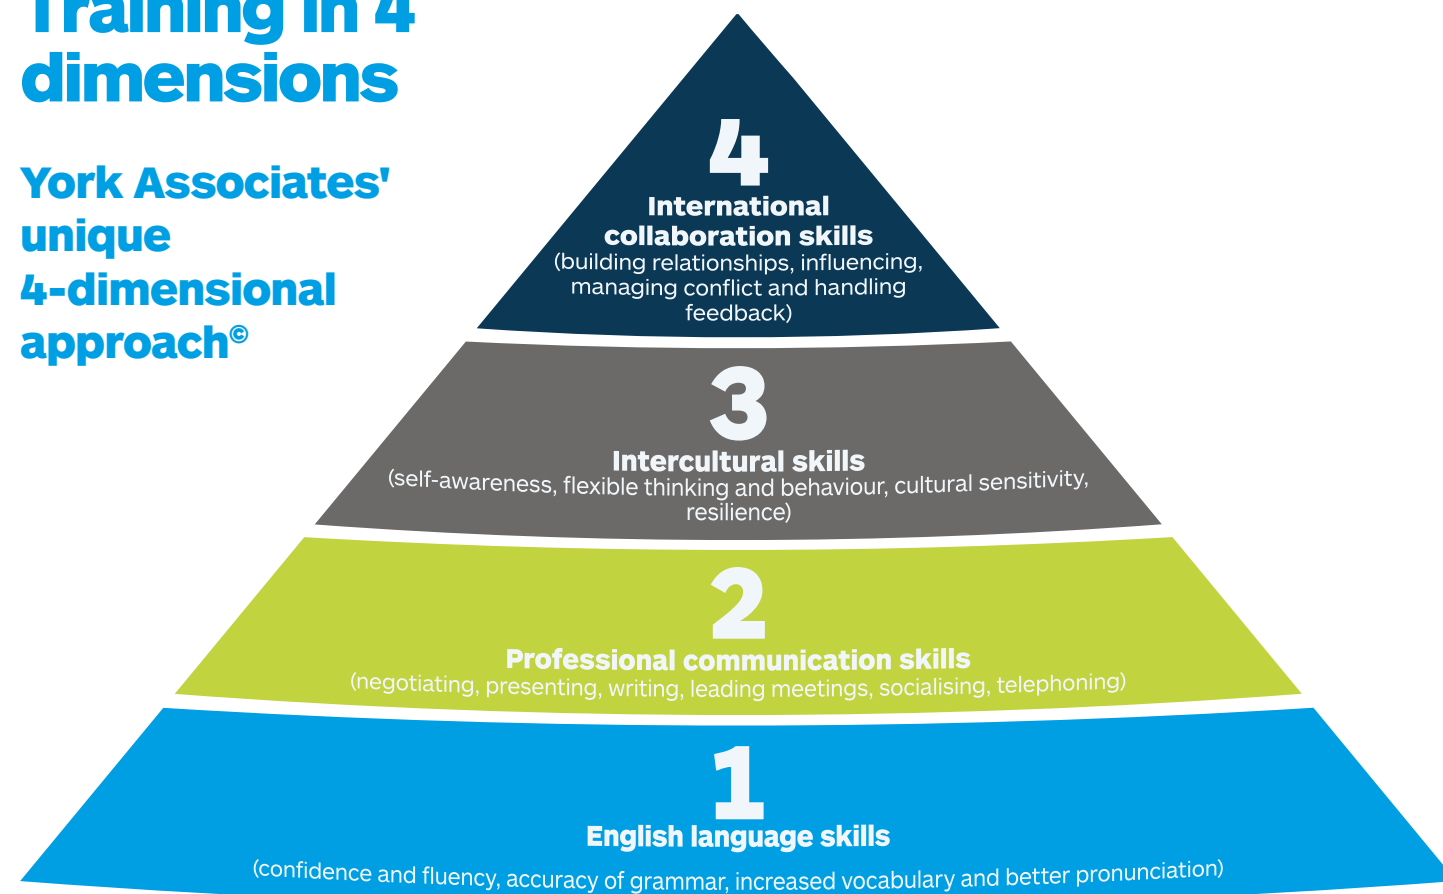 Training in 4
dimensions
York Associates'
unique
4-dimensional
approach©
4
International
collaboration skills
(building relationships, influencing,
managing conflict and handling
feedback)
3
Intercultural skills
(self-awareness, flexible thinking and behaviour, cultural sensitivity,
resilience)
2
Professional communication skills
(negotiating, presenting, writing, leading meetings, socialising, telephoning)
1
English language skills
(confidence and fluency, accuracy of grammar, increased vocabulary and better pronunciation)